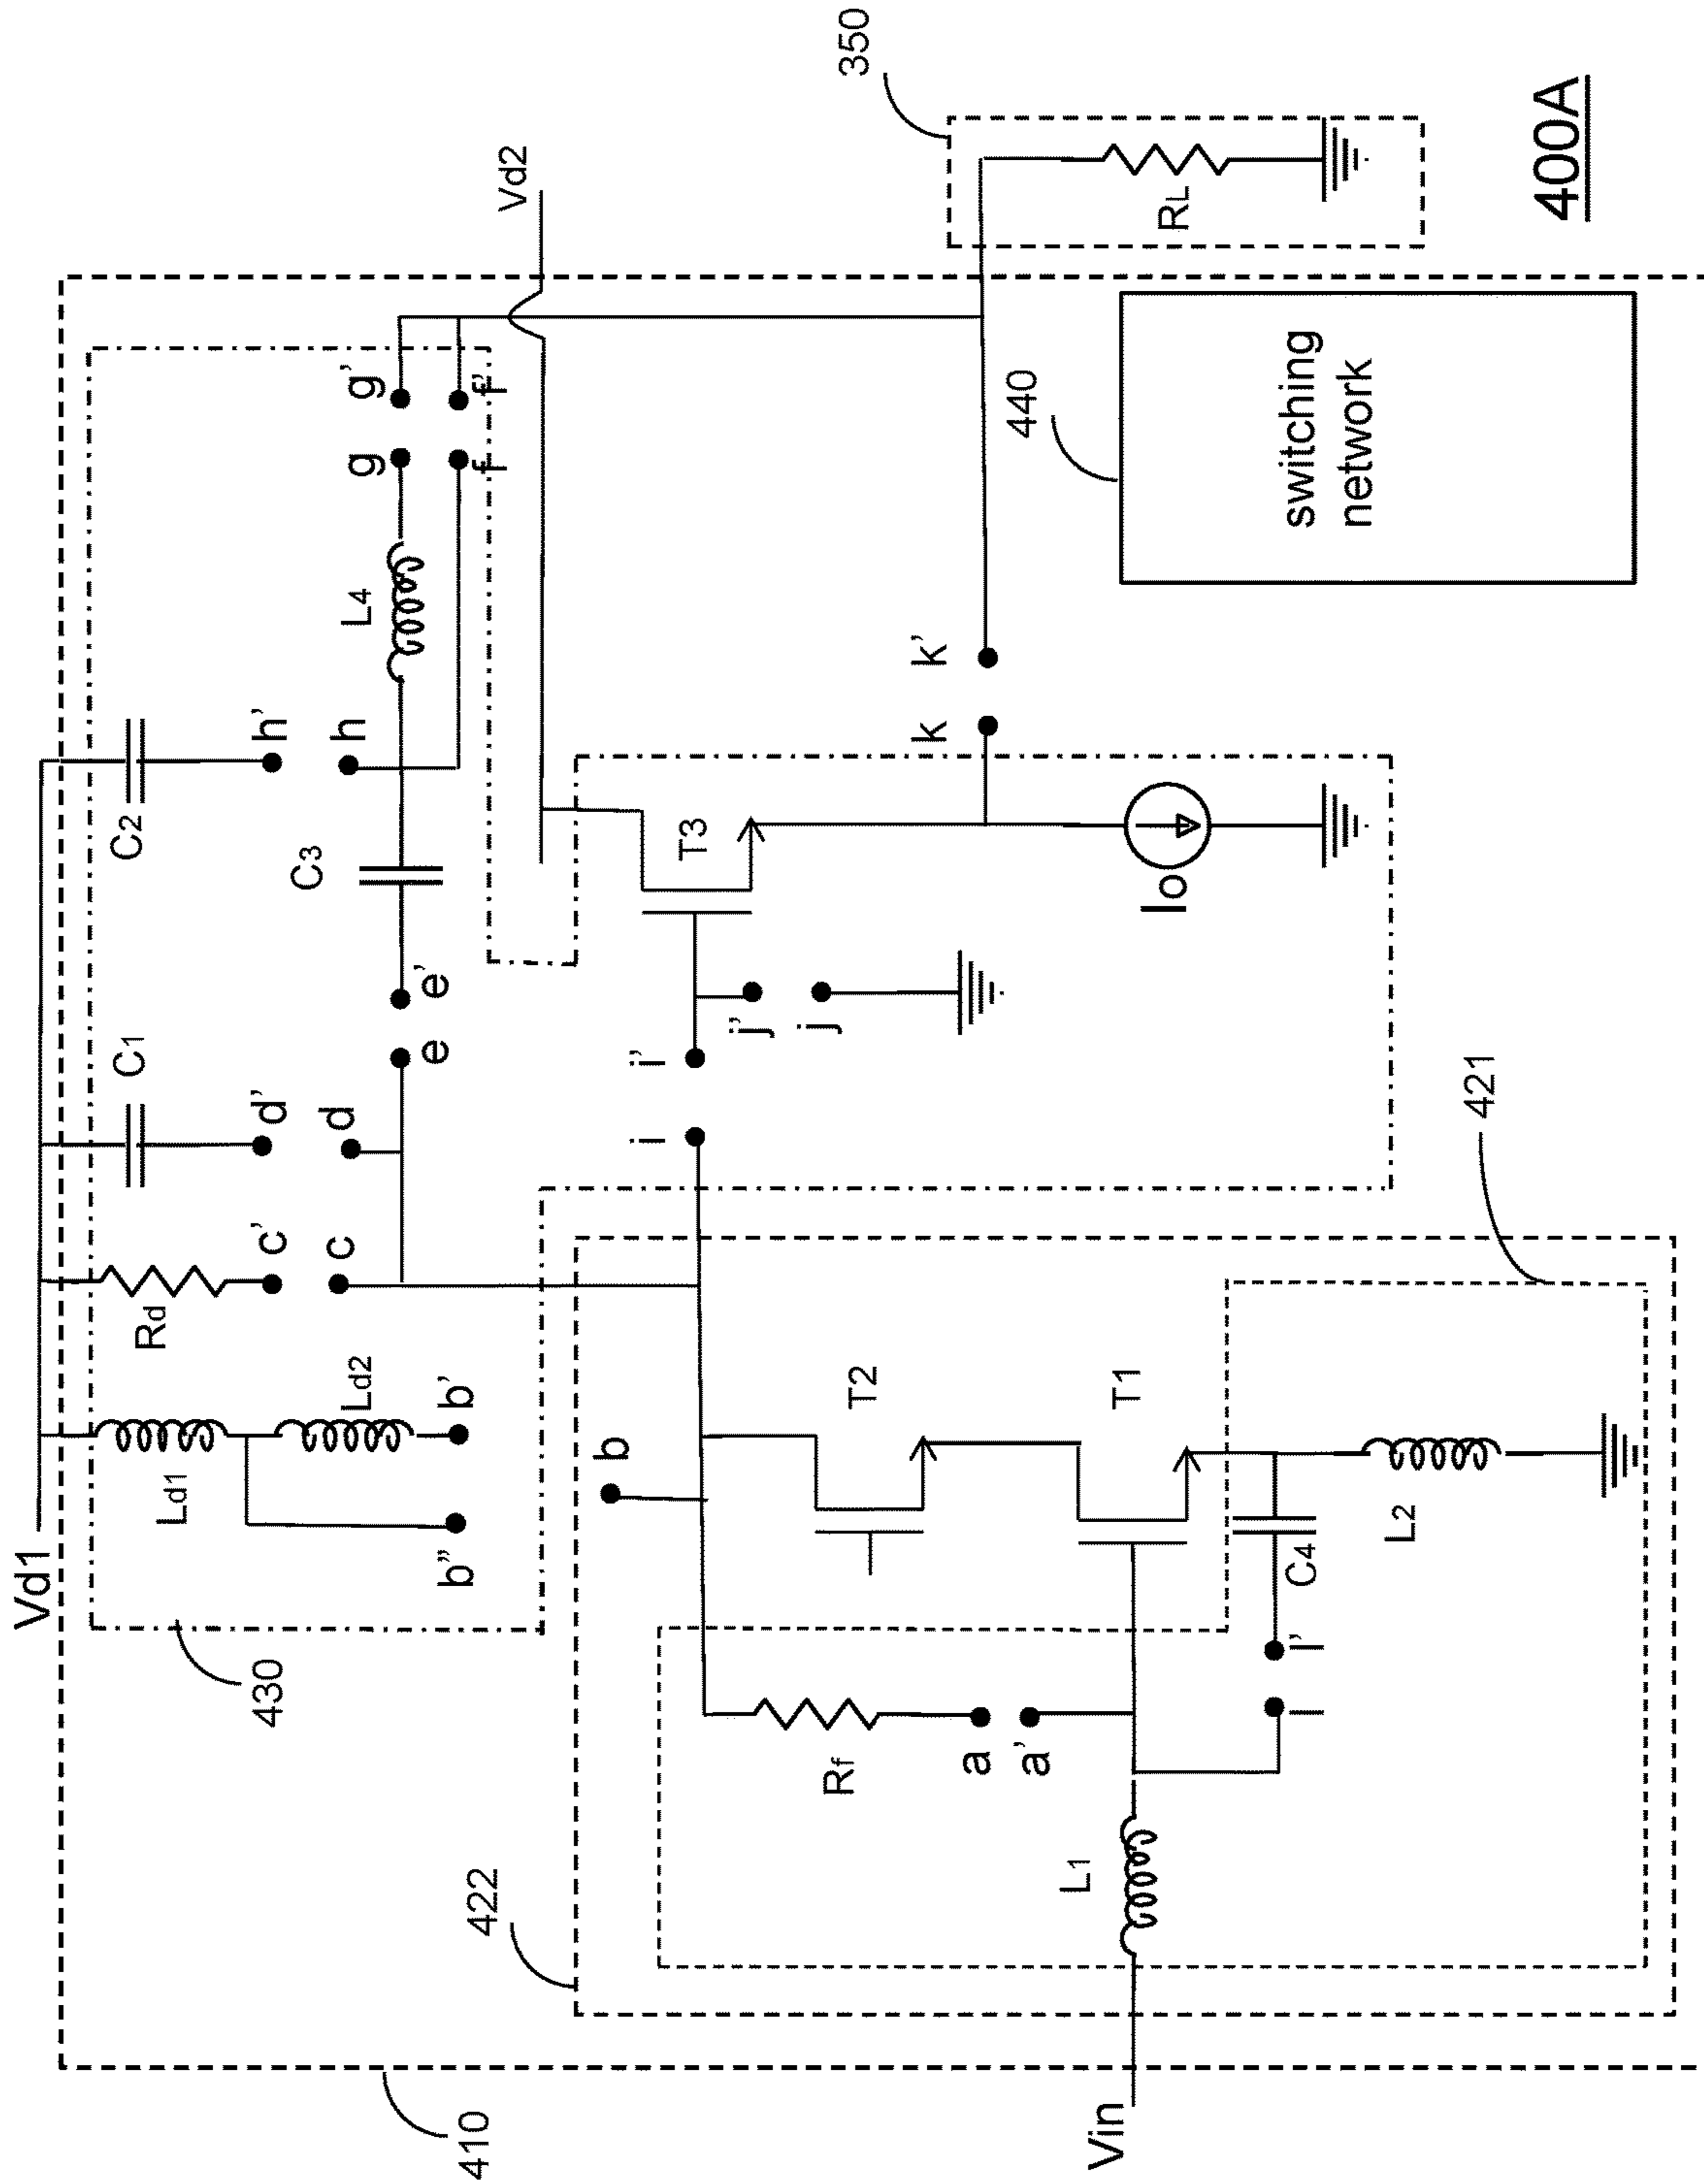 Vd1
C1
C2
Rd
Ld1
Ld2
b"
b'
c'
c
d'
d
e
e'
C3
h'
h
L4
g
g'
f
f'
Vd2
350
430
b
T3
i
i'
j'
j
k
k'
RL
Io
422
Rf
a
a'
T2
T1
L1
l
l'
C4
L2
421
440
switching
network
410
Vin
400A